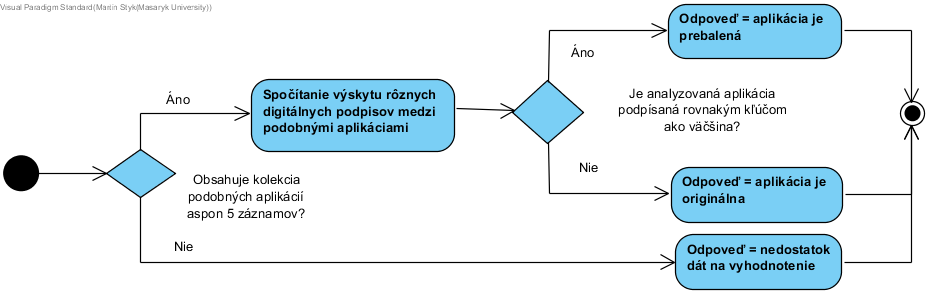 Visual Paradigm Standard(Martin Styk(Masaryk University))
Odpoveď = aplikácia je
prebalená
Áno
Spočítanie výskytu rôznych
digitálnych podpisov medzi
podobnými aplikáciami
Áno
Je analyzovaná aplikácia
podpísaná rovnakým kľúčom
ako väčšina?
Obsahuje kolekcia
podobných aplikácií
aspon 5 záznamov?
Nie
Odpoveď = aplikácia je
originálna
Nie
Odpoveď = nedostatok
dát na vyhodnotenie